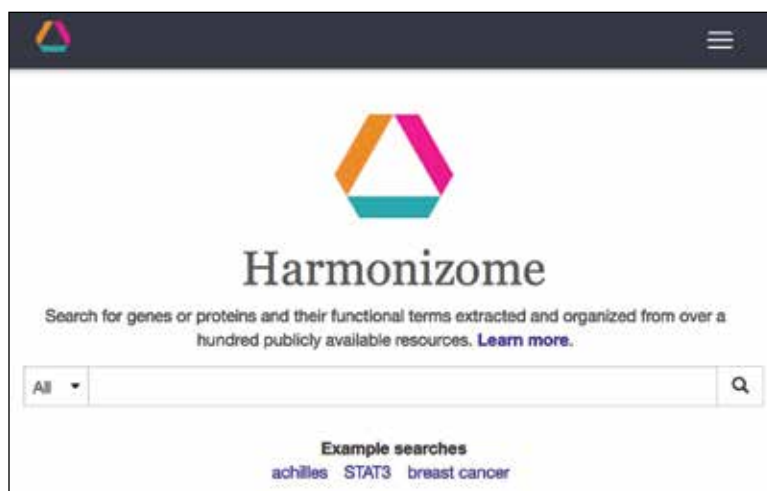 Harmonizome
Search for genes or proteins and their functional terms extracted and organized from over a
hundred publicly available resources. Learn more.
All
Example searches
achilles STAT3 breast cancer